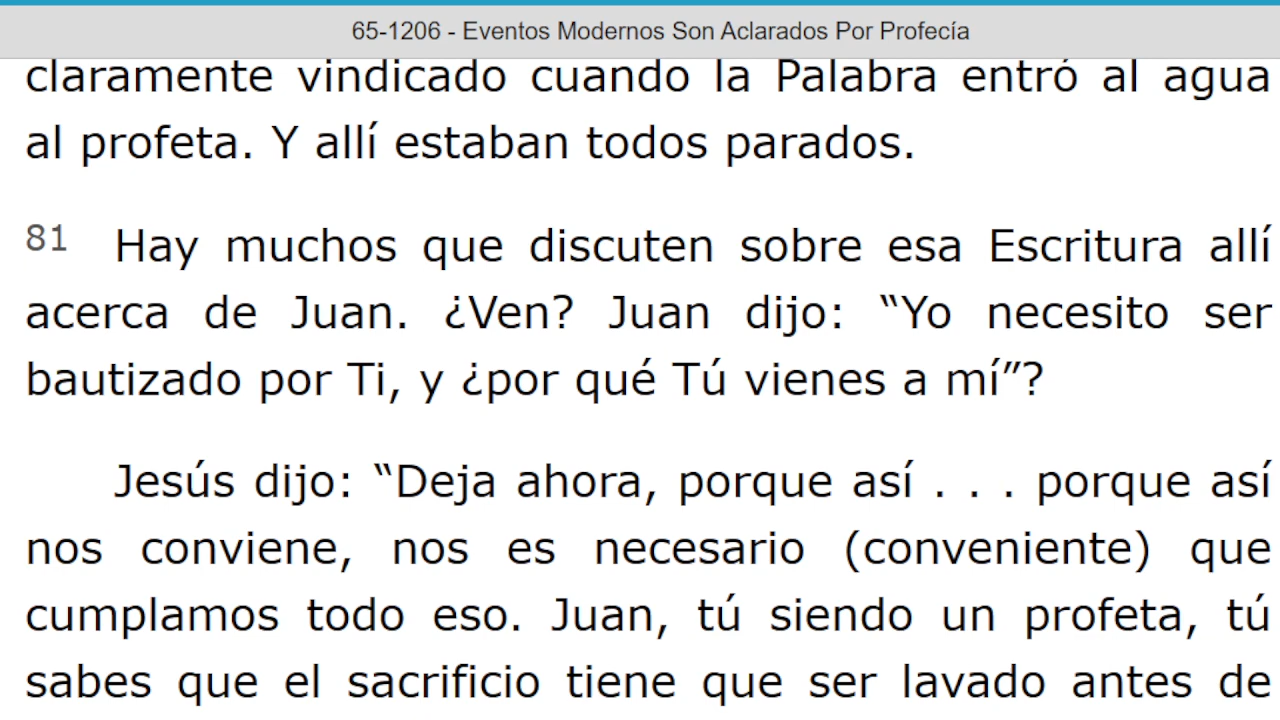 65-1206 - Eventos Modernos Son Aclarados Por Profecía
claramente vindicado cuando la Palabra entró al agua
al profeta. Y allí estaban todos parados.
81 Hay muchos que discuten sobre esa Escritura allí
acerca de Juan. ¿Ven? Juan dijo: “Yo necesito ser
bautizado por Ti, y ¿por qué Tú vienes a mí”?
Jesús dijo: “Deja ahora, porque así . . . porque así
nos conviene, nos es necesario (conveniente) que
cumplamos todo eso. Juan, tú siendo un profeta, tú
sabes que el sacrificio tiene que ser lavado antes de